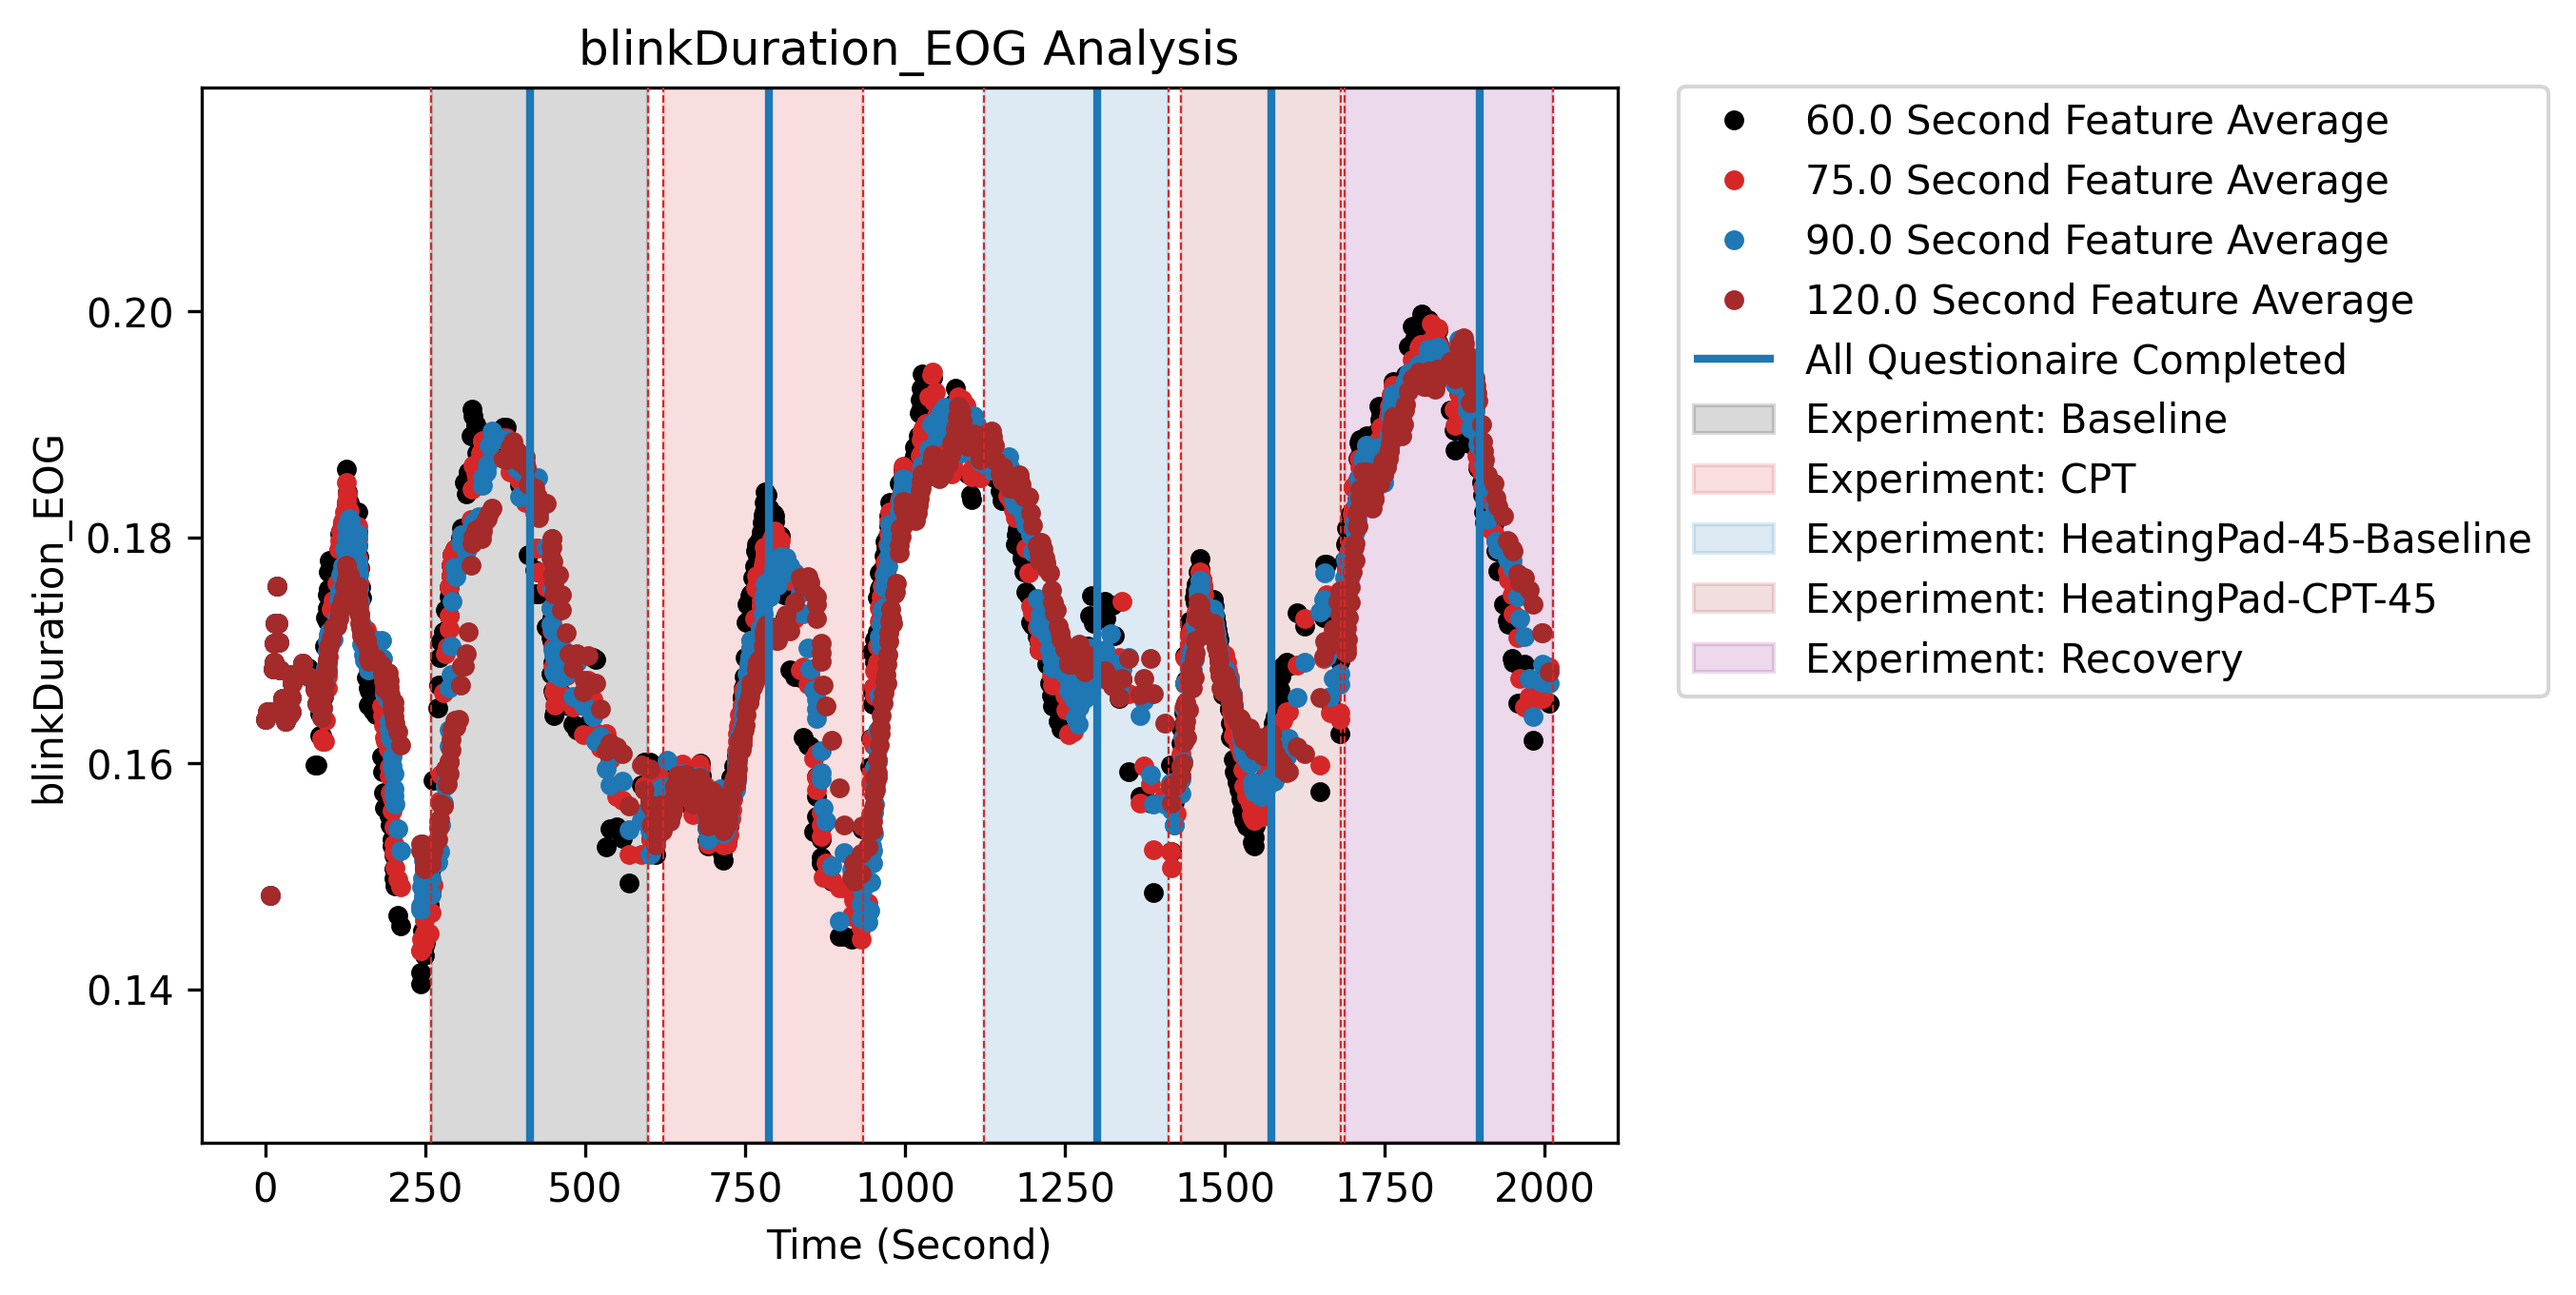 blinkDuration_EOG Analysis
blinkDuration_EOG
0.20
0.18
0.16
0.14
0 250 500 750 1000 1250 1500 1750 2000
Time (Second)
60.0 Second Feature Average
75.0 Second Feature Average
90.0 Second Feature Average
120.0 Second Feature Average
All Questionaire Completed
Experiment: Baseline
Experiment: CPT
Experiment: HeatingPad-45-Baseline
Experiment: HeatingPad-CPT-45
Experiment: Recovery